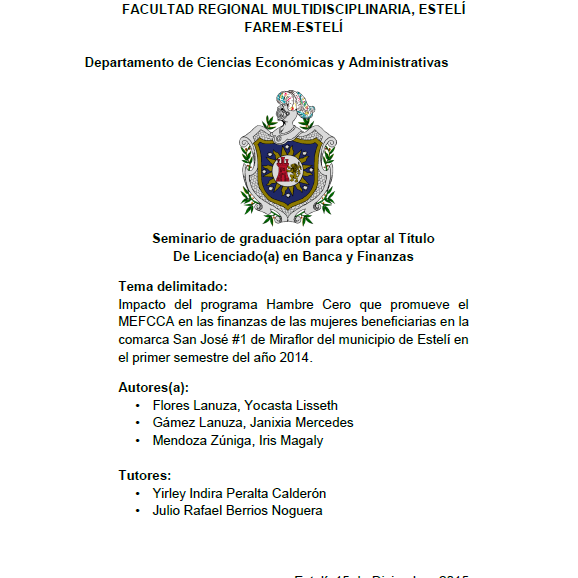 FACULTAD REGIONAL MULTIDISCIPLINARIA, ESTELÍ
FAREM-ESTELÍ
Departamento de Ciencias Económicas y Administrativas
Seminario de graduación para optar al Título
De Licenciado(a) en Banca y Finanzas
Tema delimitado:
Impacto del programa Hambre Cero que promueve el
MEFCCA en las finanzas de las mujeres beneficiarias en la
comarca San José #1 de Miraflor del municipio de Estelí en
el primer semestre del año 2014.
Autores(a):
• Flores Lanuza, Yocasta Lisseth
• Gámez Lanuza, Janixia Mercedes
• Mendoza Zúniga, Iris Magaly
Tutores:
• Yirley Indira Peralta Calderón
• Julio Rafael Berrios Noguera